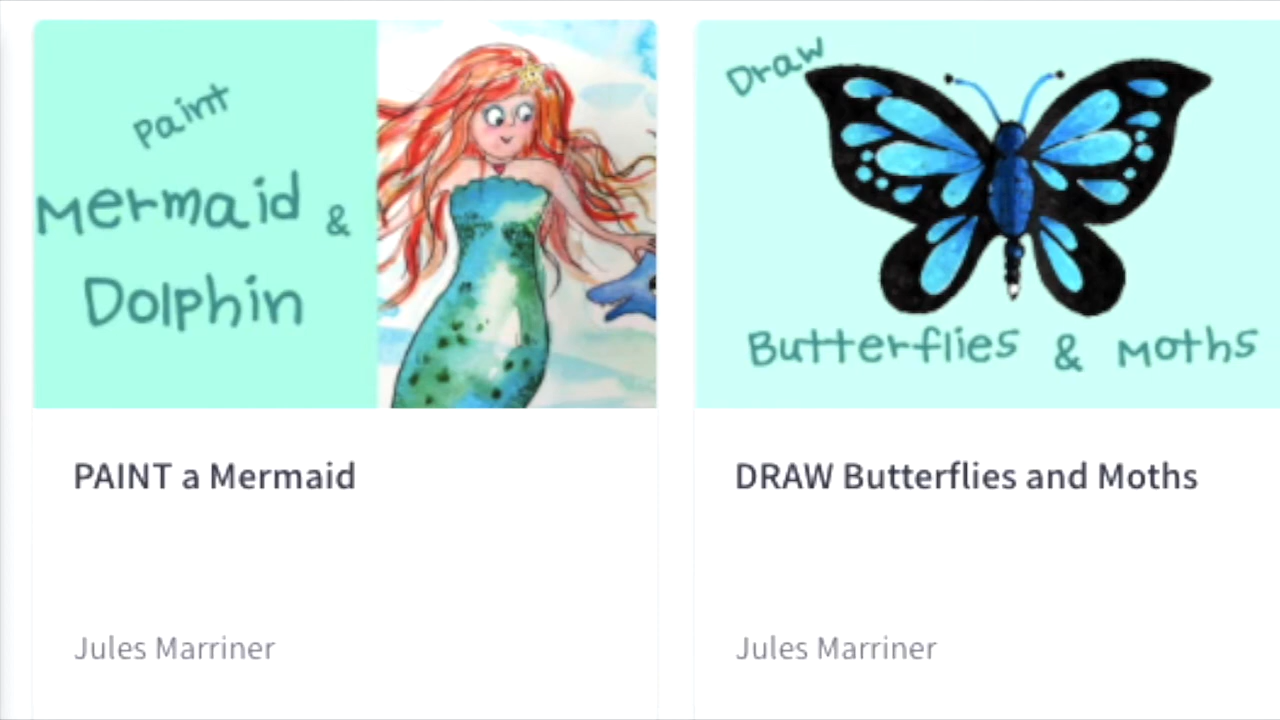 Paint
Mermaid &
Dolphin
PAINT a Mermaid
Jules Marriner
Draw
Butterflies & Moths
DRAW Butterflies and Moths
Jules Marriner